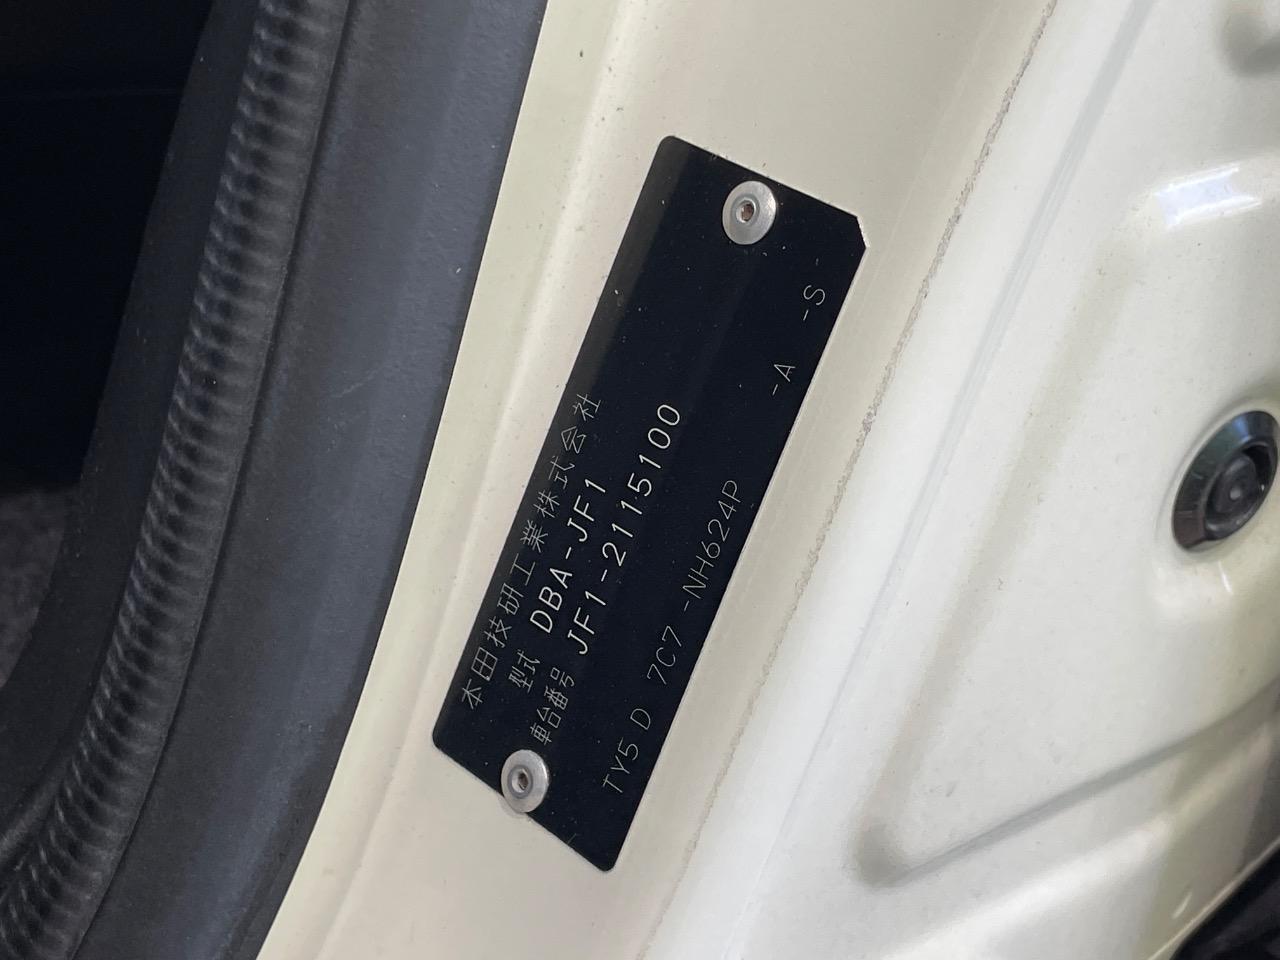 本田技研工業株式会社
型式 DBA-JF1
車台番号 JF1-2115100
TY5 D 7C7 -NH624P -A -S